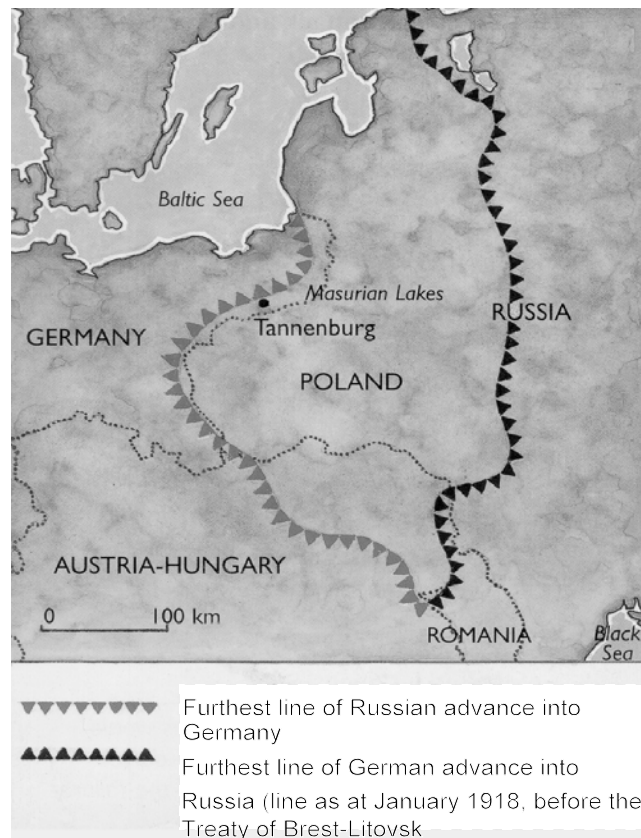 Baltic Sea
Masurian Lakes
Tannenburg
RUSSIA
GERMANY
POLAND
AUSTRIA-HUNGARY
0 100 km
ROMANIA
Black
Sea
Furthest line of Russian advance into
Germany
Furthest line of German advance into
Russia (line as at January 1918, before the
Treaty of Brest-Litovsk